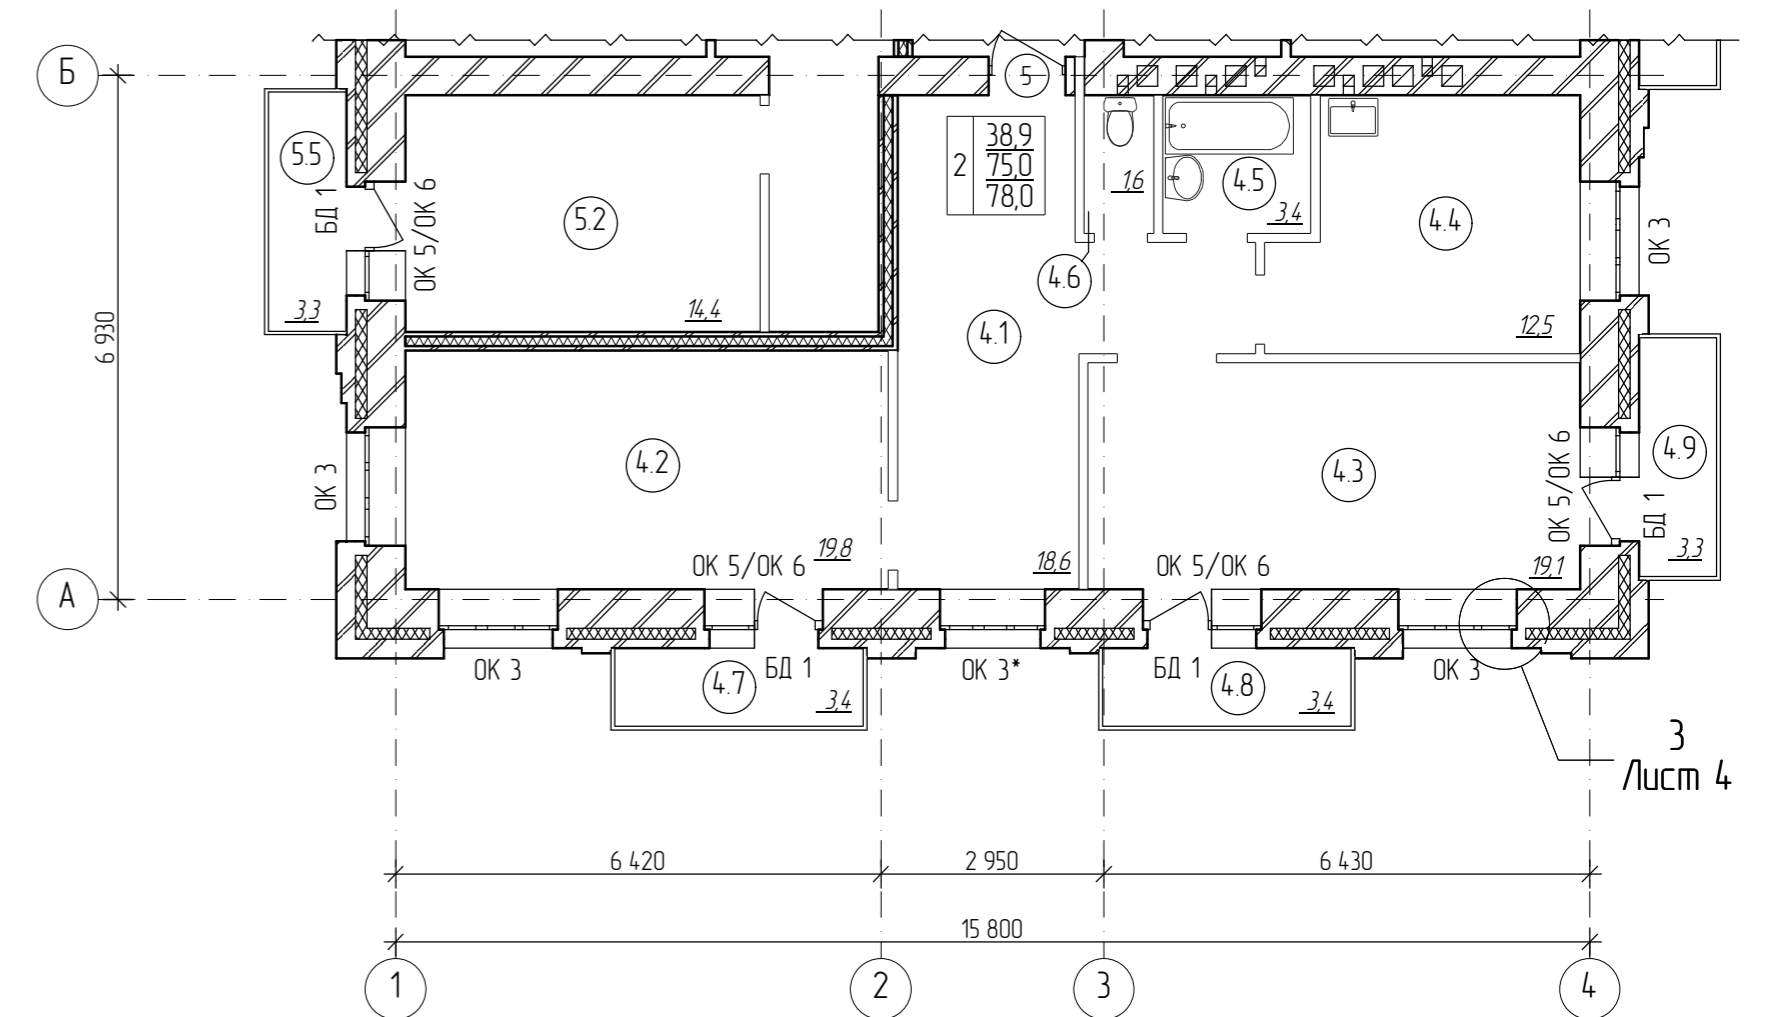 Б
5
5.5
БД 1
ОК 5/ОК 6
5.2
3,3
14,4
2
38,9
75,0
78,0
1,6
4.5
3,4
4.4
ОК 3
4.6
4.1
12,5
6 930
4.2
4.3
4.9
ОК 3
ОК 5/ОК 6
БД 1
19,8
18,6
19,1
3,3
ОК 5/ОК 6
ОК 5/ОК 6
А
ОК 3
4.7
БД 1
3,4
ОК 3*
БД 1
4.8
3,4
ОК 3
3
Лист 4
6 420
2 950
6 430
15 800
1
2
3
4